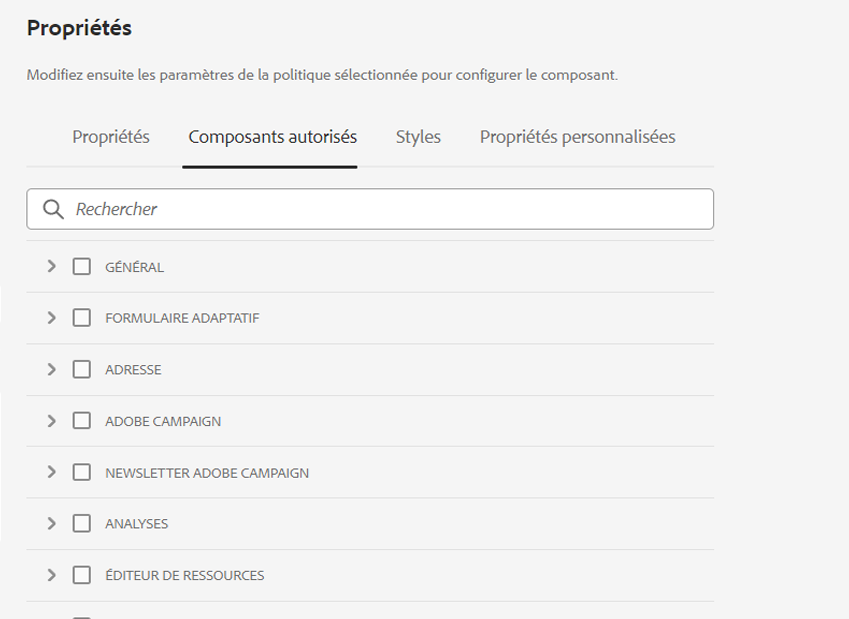 Propriétés
Modifiez ensuite les paramètres de la politique sélectionnée pour configurer le composant.
Propriétés Composants autorisés Styles Propriétés personnalisées
Rechercher
GÉNÉRAL
FORMULAIRE ADAPTATIF
ADRESSE
ADOBE CAMPAIGN
NEWSLETTER ADOBE CAMPAIGN
ANALYSES
ÉDITEUR DE RESSOURCES